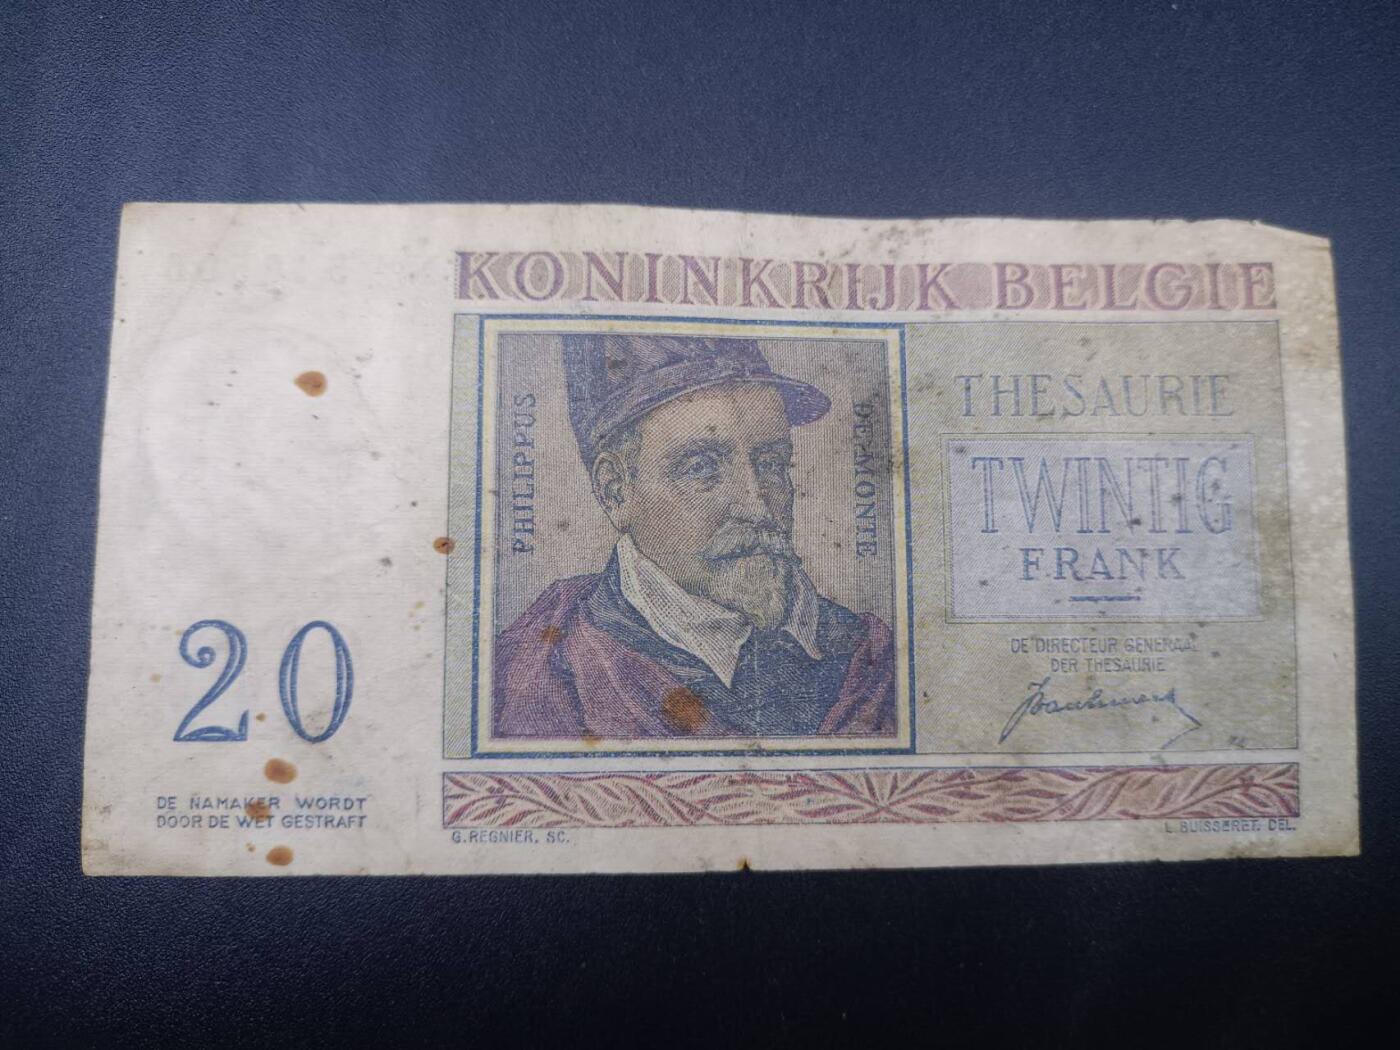 KONINKRIJK BELGIE
PHILIPPUS
DE·MONTE
THESAURIE
TWINTIG
FRANK
DE DIRECTEUR GENERAAL
DER THESAURIE
20
DE NAMAKER WORDT
DOOR DE WET GESTRAFT
G. REGNIER, SC.
L. BUISSERET. DEL.